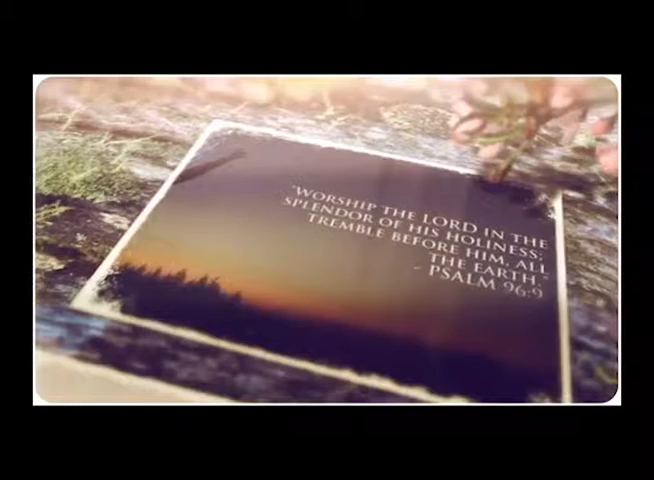 "WORSHIP THE LORD IN THE
SPLENDOR OF HIS HOLINESS;
TREMBLE BEFORE HIM, ALL
THE EARTH."
- PSALM 96:9